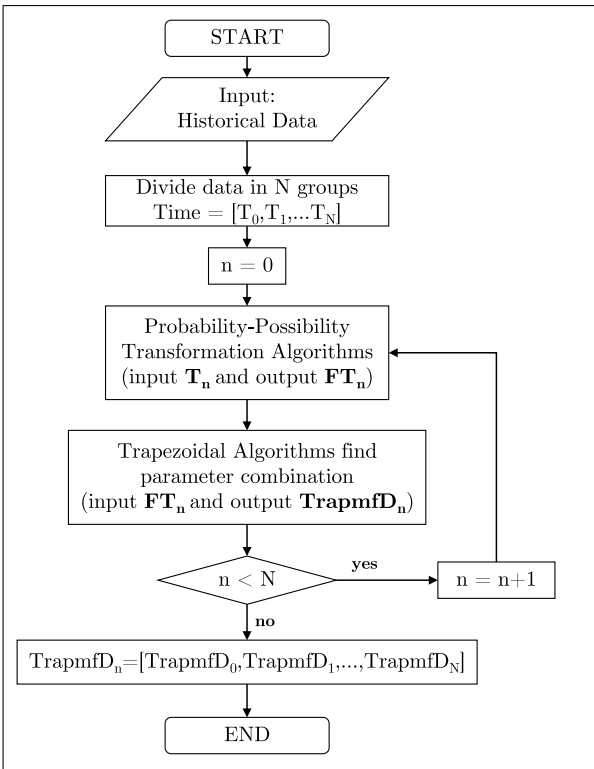 START
Input:
Historical Data
Divide data in N groups
Time = [T₀,T₁,...T_N]
n = 0
Probability-Possibility
Transformation Algorithms
(input Tₙ and output FTₙ)
Trapezoidal Algorithms find
parameter combination
(input FTₙ and output TrapmfDₙ)
n < N
yes
n = n+1
no
TrapmfDₙ=[TrapmfD₀,TrapmfD₁,...,TrapmfD_N]
END